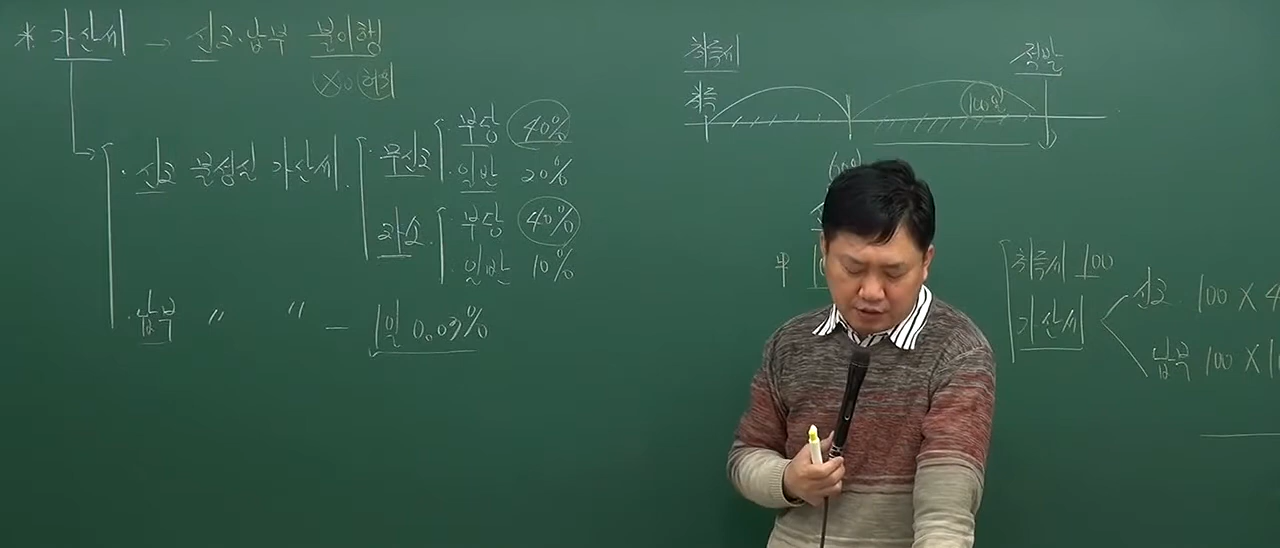 * 가산세 → 신고·납부 불이행
(X) 이행
· 신고 불성실 가산세
· 무신고
· 부당 40%
· 일반 20%
· 과소
· 부당 40%
· 일반 10%
· 납부 〃 〃 — 1일 0.03%
취득세
취득
적발
100일
60일
취득세 100
가산세
신고 100 X 4
납부 100 X 1